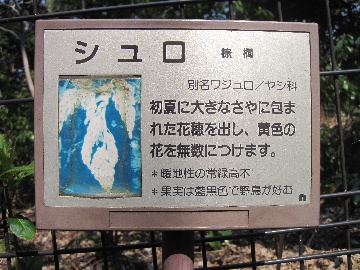 シュロ 棕櫚
別名ワジュロ/ヤシ科
初夏に大きなさやに包ま
れた花穂を出し、黄色の
花を無数につけます。
*暖地性の常緑高木
*果実は藍黒色で野鳥が好む